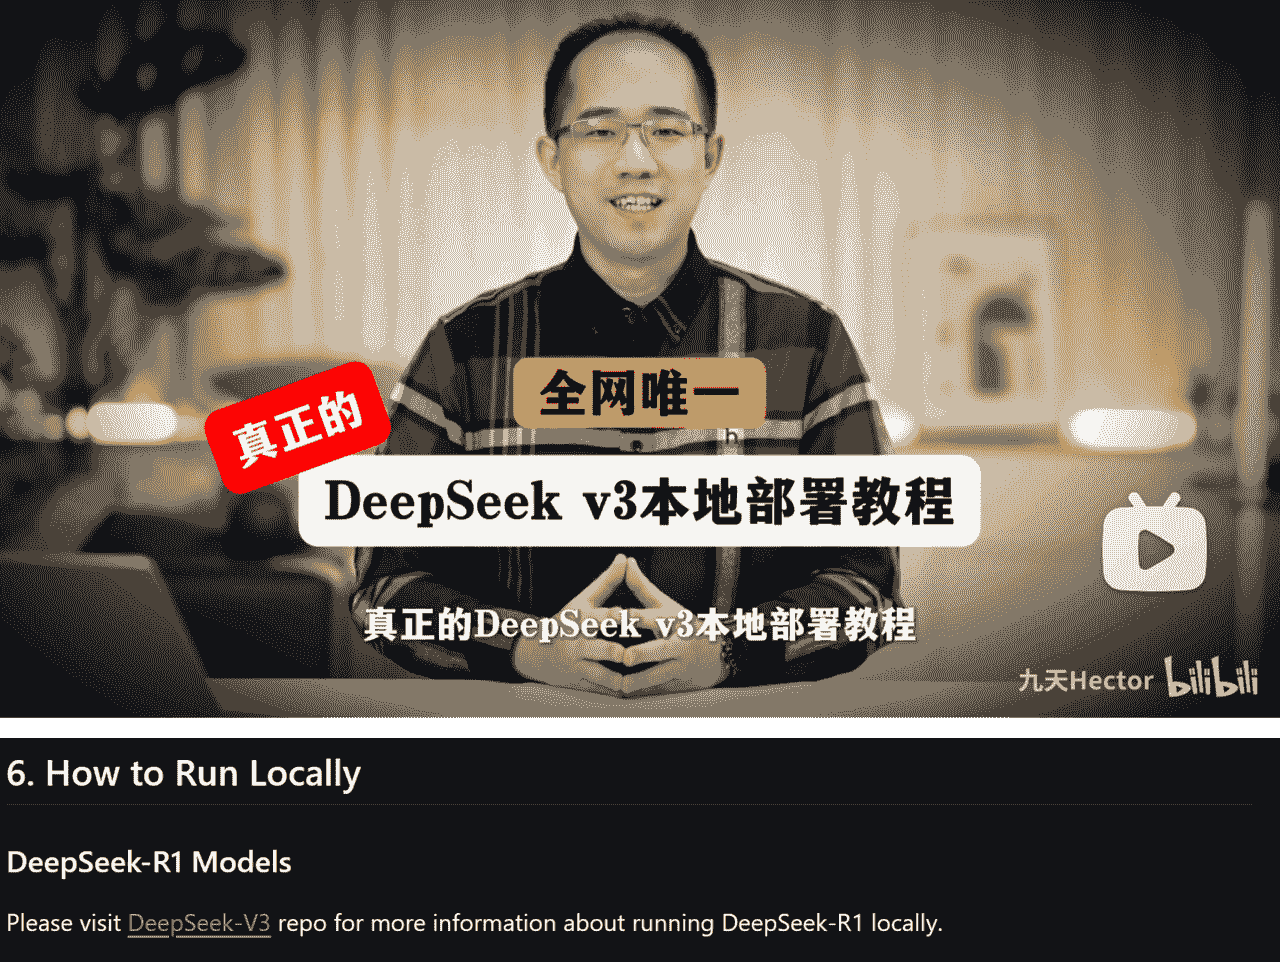 全网唯一
真正的
DeepSeek v3本地部署教程
真正的DeepSeek v3本地部署教程
九天Hector bilibili
6. How to Run Locally
DeepSeek-R1 Models
Please visit DeepSeek-V3 repo for more information about running DeepSeek-R1 locally.